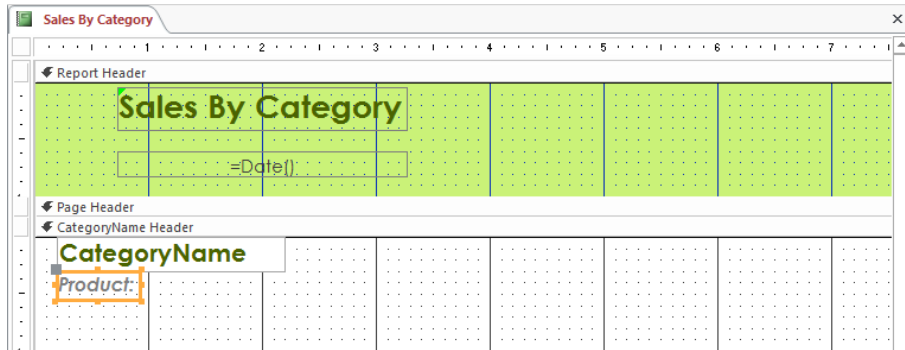 Sales By Category
1 2 3 4 5 6 7
Report Header
Sales By Category
=Date()
Page Header
CategoryName Header
CategoryName
Product: